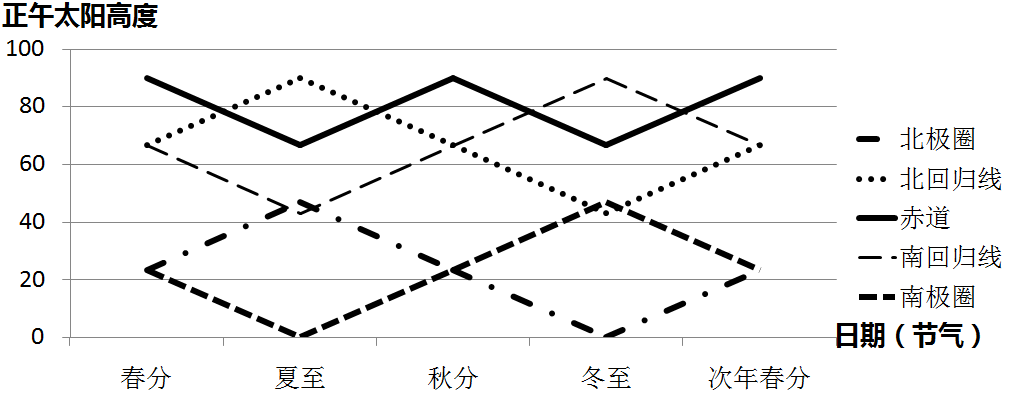 正午太阳高度
100
80
60
40
20
0
春分
夏至
秋分
冬至
次年春分
日期（节气）
北极圈
北回归线
赤道
南回归线
南极圈